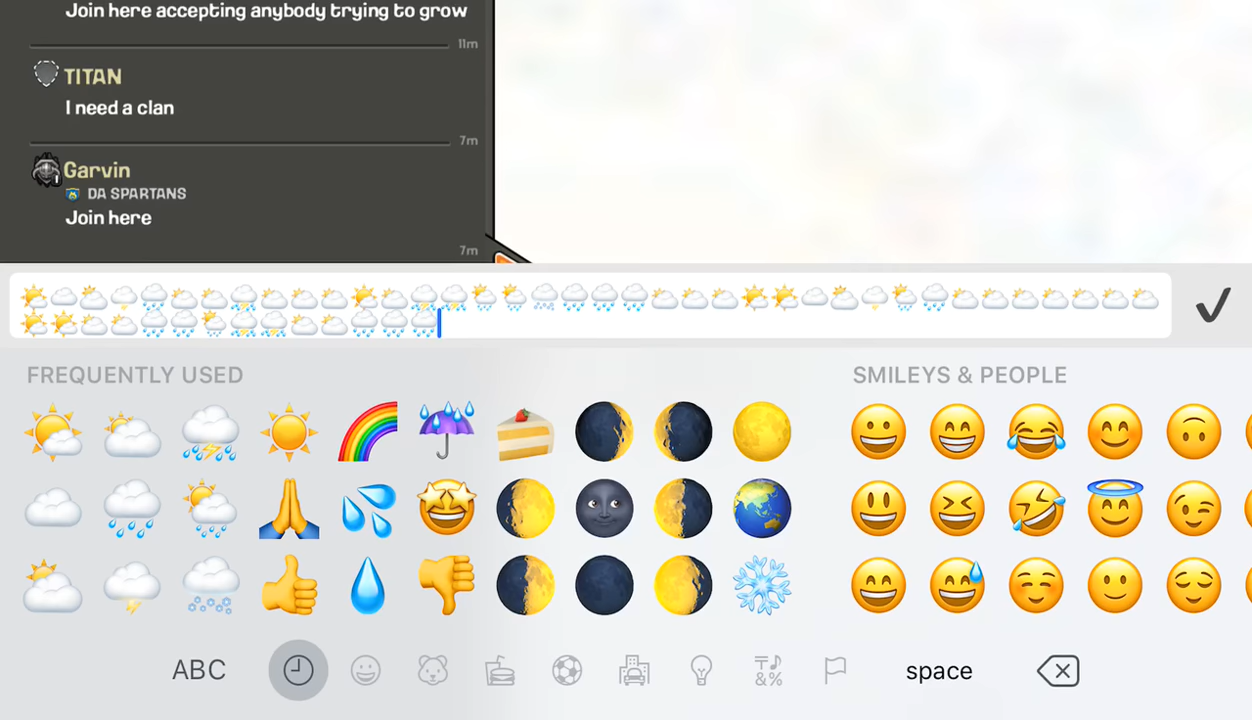 Join here accepting anybody trying to grow
11m
TITAN
I need a clan
7m
Garvin
DA SPARTANS
Join here
7m
FREQUENTLY USED
SMILEYS & PEOPLE
ABC
space